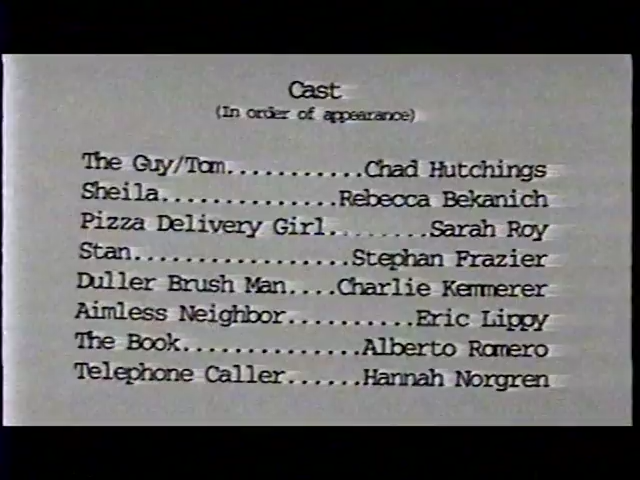 Cast
(In order of appearance)
The Guy/Tom...........Chad Hutchings
Sheila..............Rebecca Bekanich
Pizza Delivery Girl........Sarah Roy
Stan.................Stephan Frazier
Duller Brush Man....Charlie Kemmerer
Aimless Neighbor..........Eric Lippy
The Book..............Alberto Romero
Telephone Caller......Hannah Norgren